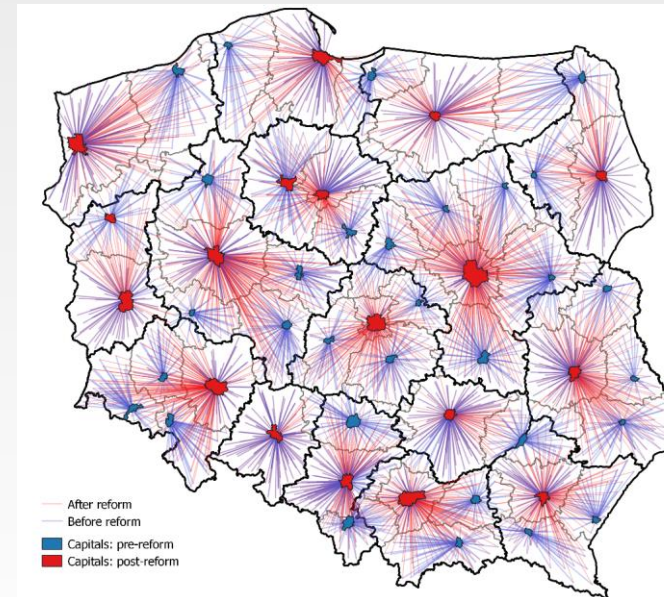 After reform
Before reform
Capitals: pre-reform
Capitals: post-reform